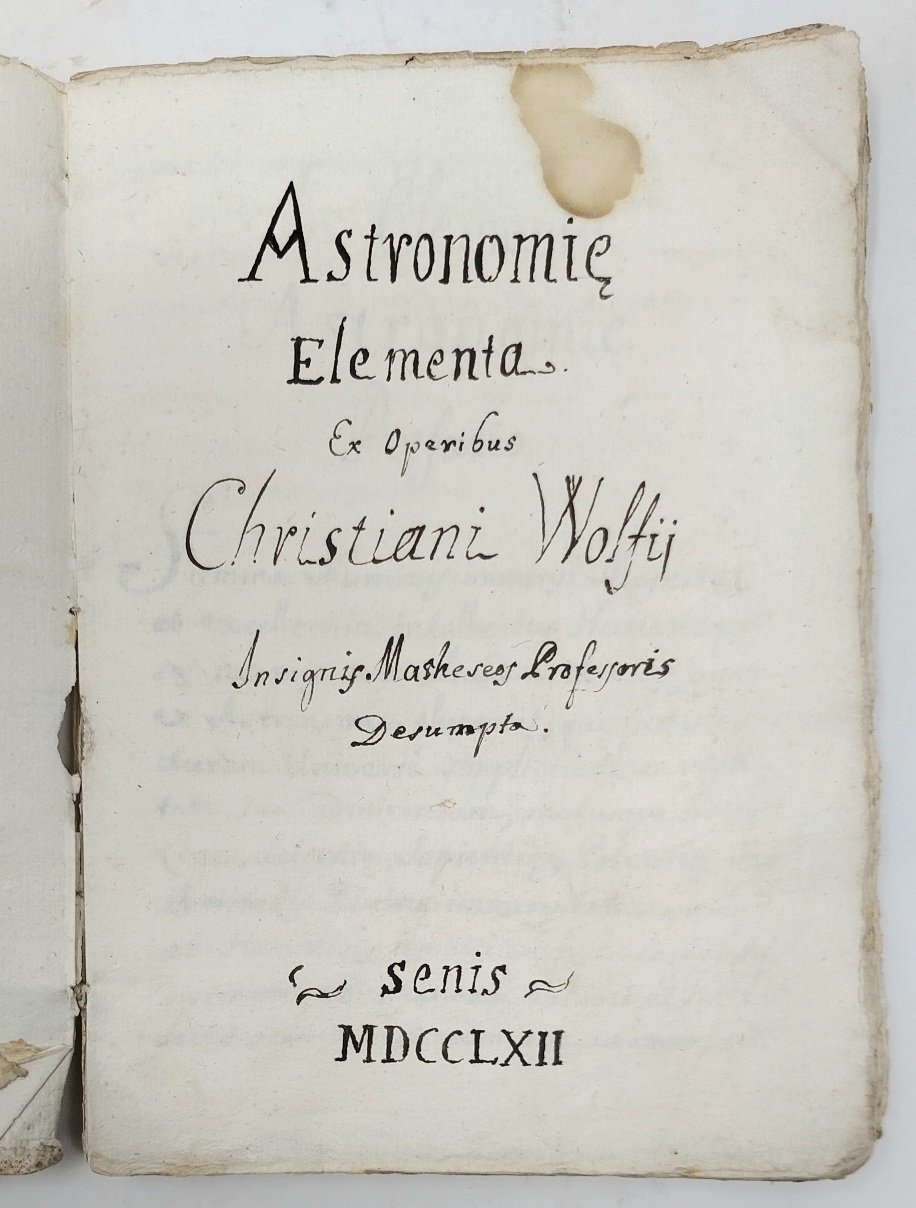 Astronomię
Elementa.
Ex Operibus
Christiani Wolfij
Insignis Matheseos Professoris
Desumpta.
~ Senis ~
MDCCLXII